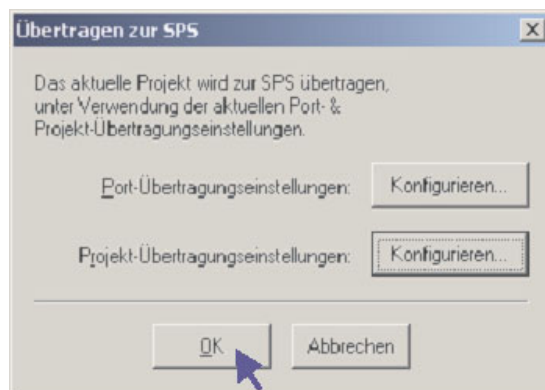 Übertragen zur SPS
Das aktuelle Projekt wird zur SPS übertragen,
unter Verwendung der aktuellen Port- &
Projekt-Übertragungseinstellungen.
Port-Übertragungseinstellungen: Konfigurieren...
Projekt-Übertragungseinstellungen: Konfigurieren...
OK Abbrechen